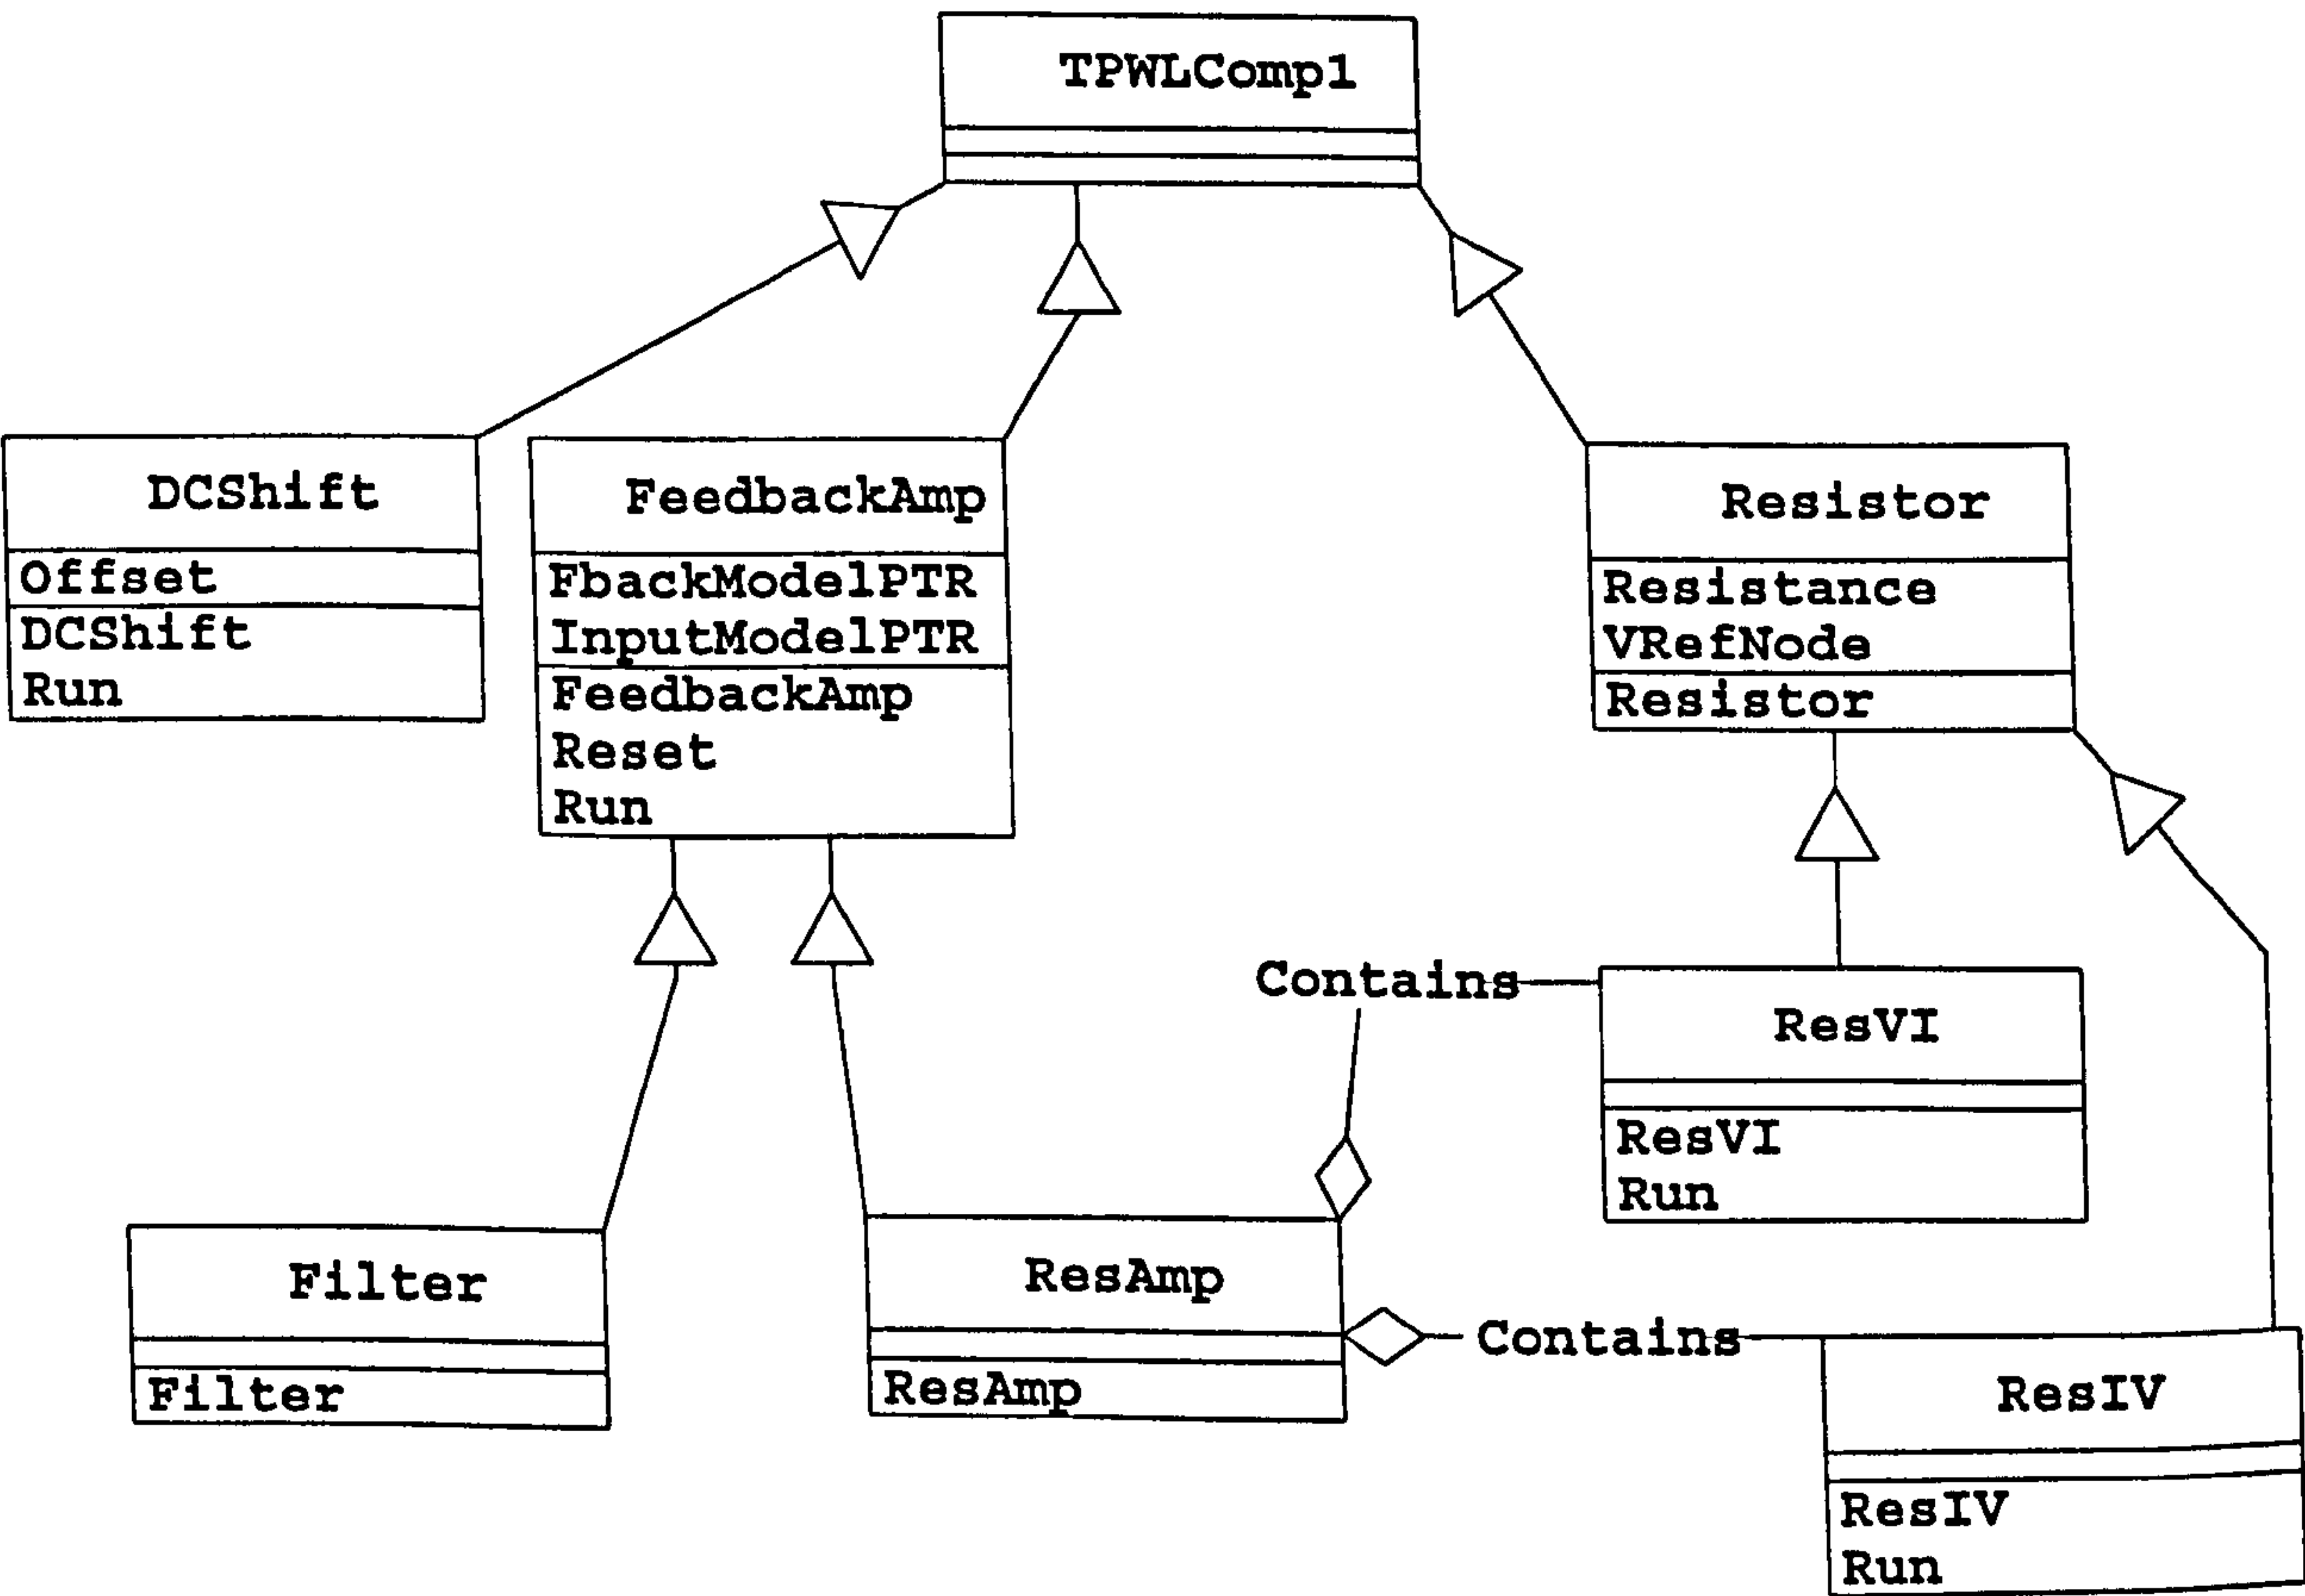 TPWLComp1
DCShift
Offset
DCShift
Run
FeedbackAmp
FbackModelPTR
InputModelPTR
FeedbackAmp
Reset
Run
Resistor
Resistance
VRefNode
Resistor
Contains
ResVI
ResVI
Run
Filter
Filter
ResAmp
ResAmp
Contains
ResIV
ResIV
Run